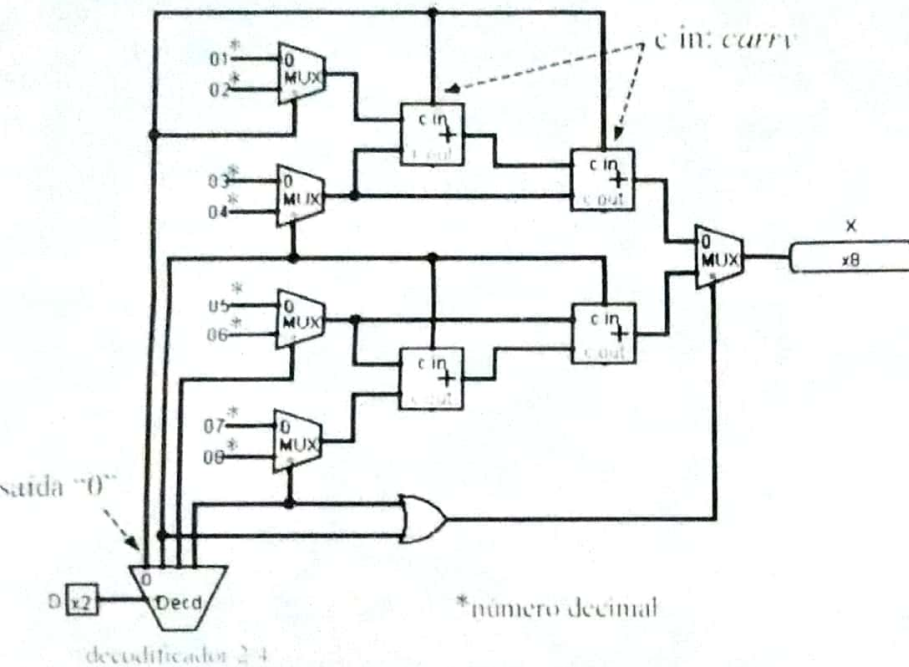 01*
02*
0
MUX
*
c in: carry
c in
+
c out
c in
+
c out
03*
04*
0
MUX
*
0
MUX
*
X
x8
05*
06*
0
MUX
c in
+
c out
c in
+
c out
07*
08*
0
MUX
*
saída "0"
0
Decd
D
x2
*número decimal
decodificador 2:4